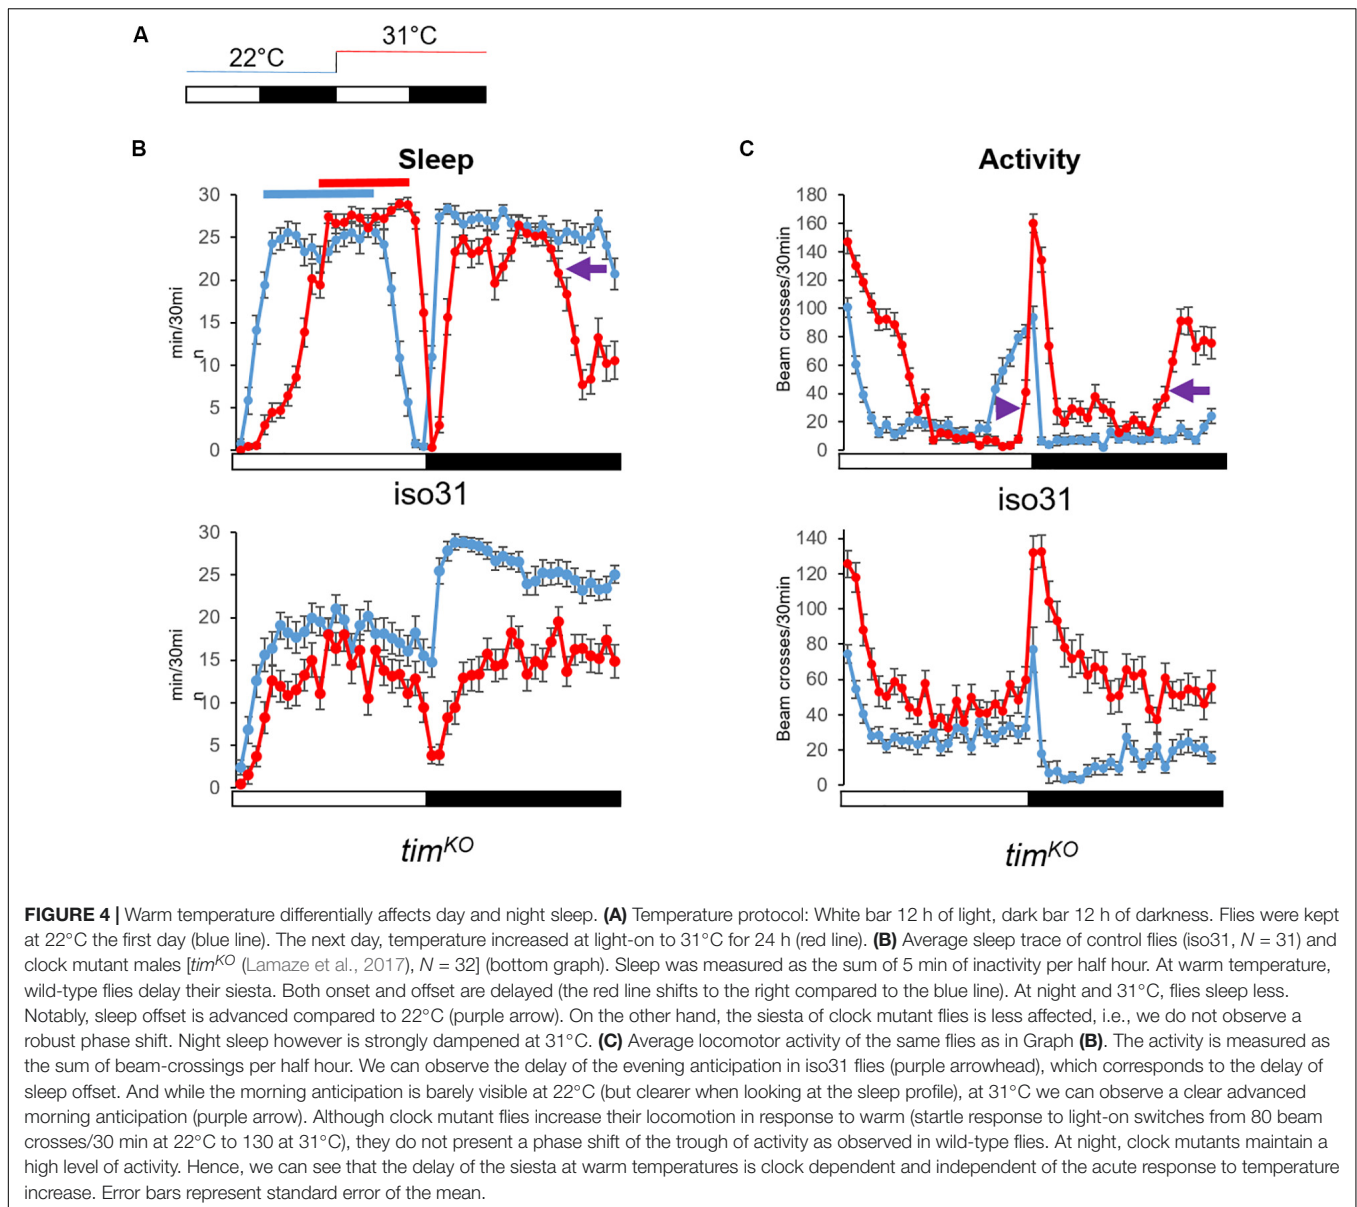 A
22°C
31°C
B
Sleep
30
25
20
15
10
5
0
min/30mi
n
iso31
30
25
20
15
10
5
0
min/30mi
n
tim^KO
C
Activity
180
160
140
120
100
80
60
40
20
0
Beam crosses/30min
iso31
140
120
100
80
60
40
20
0
Beam crosses/30min
tim^KO
FIGURE 4 | Warm temperature differentially affects day and night sleep. (A) Temperature protocol: White bar 12 h of light, dark bar 12 h of darkness. Flies were kept
at 22°C the first day (blue line). The next day, temperature increased at light-on to 31°C for 24 h (red line). (B) Average sleep trace of control flies (iso31, N = 31) and
clock mutant males [tim^KO (Lamaze et al., 2017), N = 32] (bottom graph). Sleep was measured as the sum of 5 min of inactivity per half hour. At warm temperature,
wild-type flies delay their siesta. Both onset and offset are delayed (the red line shifts to the right compared to the blue line). At night and 31°C, flies sleep less.
Notably, sleep offset is advanced compared to 22°C (purple arrow). On the other hand, the siesta of clock mutant flies is less affected, i.e., we do not observe a
robust phase shift. Night sleep however is strongly dampened at 31°C. (C) Average locomotor activity of the same flies as in Graph (B). The activity is measured as
the sum of beam-crossings per half hour. We can observe the delay of the evening anticipation in iso31 flies (purple arrowhead), which corresponds to the delay of
sleep offset. And while the morning anticipation is barely visible at 22°C (but clearer when looking at the sleep profile), at 31°C we can observe a clear advanced
morning anticipation (purple arrow). Although clock mutant flies increase their locomotion in response to warm (startle response to light-on switches from 80 beam
crosses/30 min at 22°C to 130 at 31°C), they do not present a phase shift of the trough of activity as observed in wild-type flies. At night, clock mutants maintain a
high level of activity. Hence, we can see that the delay of the siesta at warm temperatures is clock dependent and independent of the acute response to temperature
increase. Error bars represent standard error of the mean.